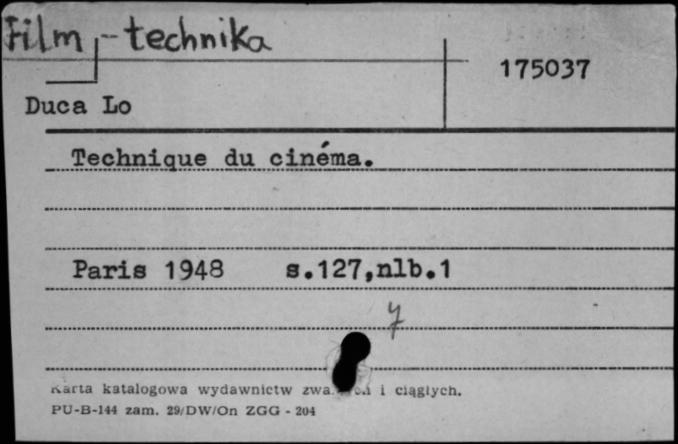 Film - technika
175037
Duca Lo
Technique du cinéma.
Paris 1948 s.127,nlb.1
Karta katalogowa wydawnictw i ciągłych.
PU-B-144 zam. 29/DW/On ZGG - 204